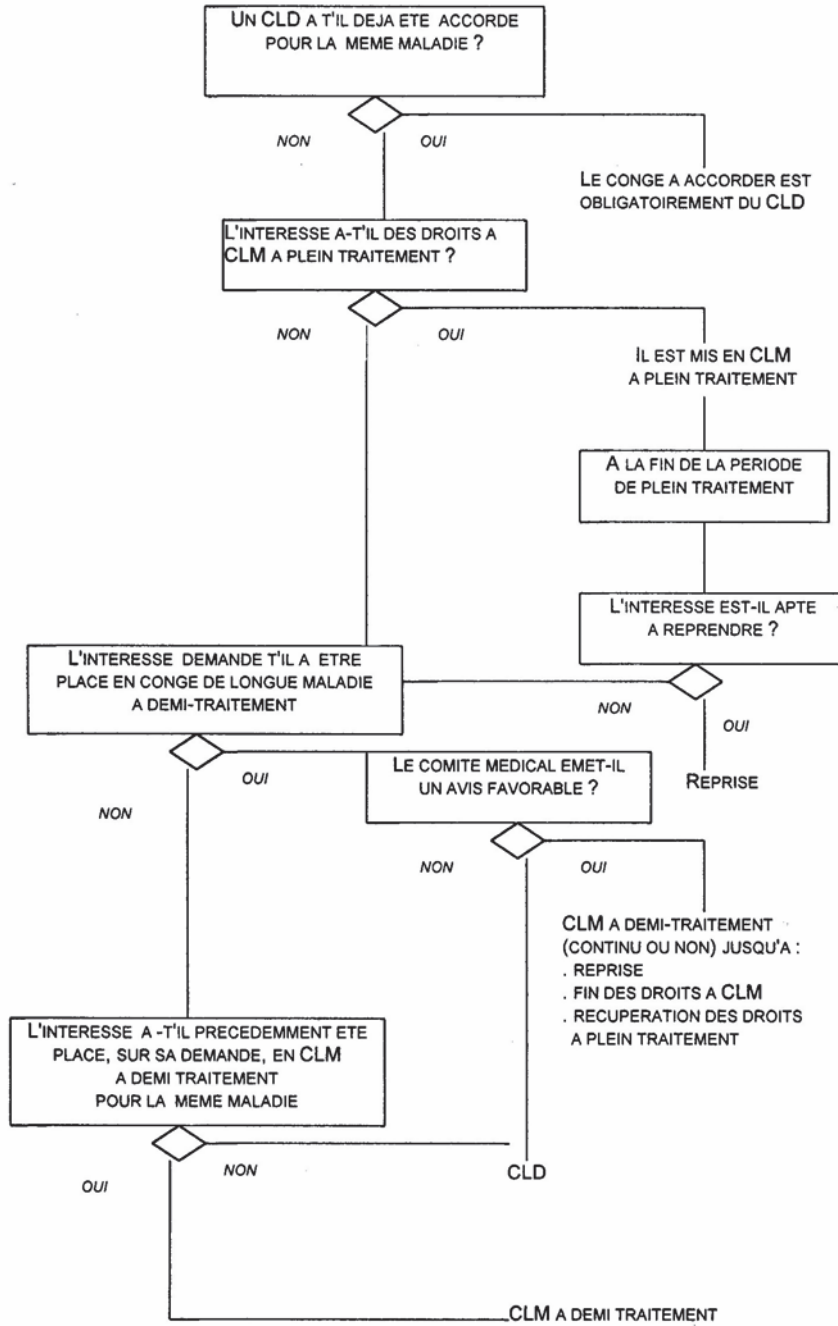 UN CLD A T'IL DEJA ETE ACCORDE
POUR LA MEME MALADIE ?
NON
OUI
LE CONGE A ACCORDER EST
OBLIGATOIREMENT DU CLD
L'INTERESSE A-T'IL DES DROITS A
CLM A PLEIN TRAITEMENT ?
NON
OUI
IL EST MIS EN CLM
A PLEIN TRAITEMENT
A LA FIN DE LA PERIODE
DE PLEIN TRAITEMENT
L'INTERESSE EST-IL APTE
A REPRENDRE ?
NON
OUI
REPRISE
L'INTERESSE DEMANDE T'IL A ETRE
PLACE EN CONGE DE LONGUE MALADIE
A DEMI-TRAITEMENT
NON
OUI
LE COMITE MEDICAL EMET-IL
UN AVIS FAVORABLE ?
NON
OUI
CLM A DEMI-TRAITEMENT
(CONTINU OU NON) JUSQU'A :
. REPRISE
. FIN DES DROITS A CLM
. RECUPERATION DES DROITS
A PLEIN TRAITEMENT
L'INTERESSE A -T'IL PRECEDEMMENT ETE
PLACE, SUR SA DEMANDE, EN CLM
A DEMI TRAITEMENT
POUR LA MEME MALADIE
OUI
NON
CLD
CLM A DEMI TRAITEMENT